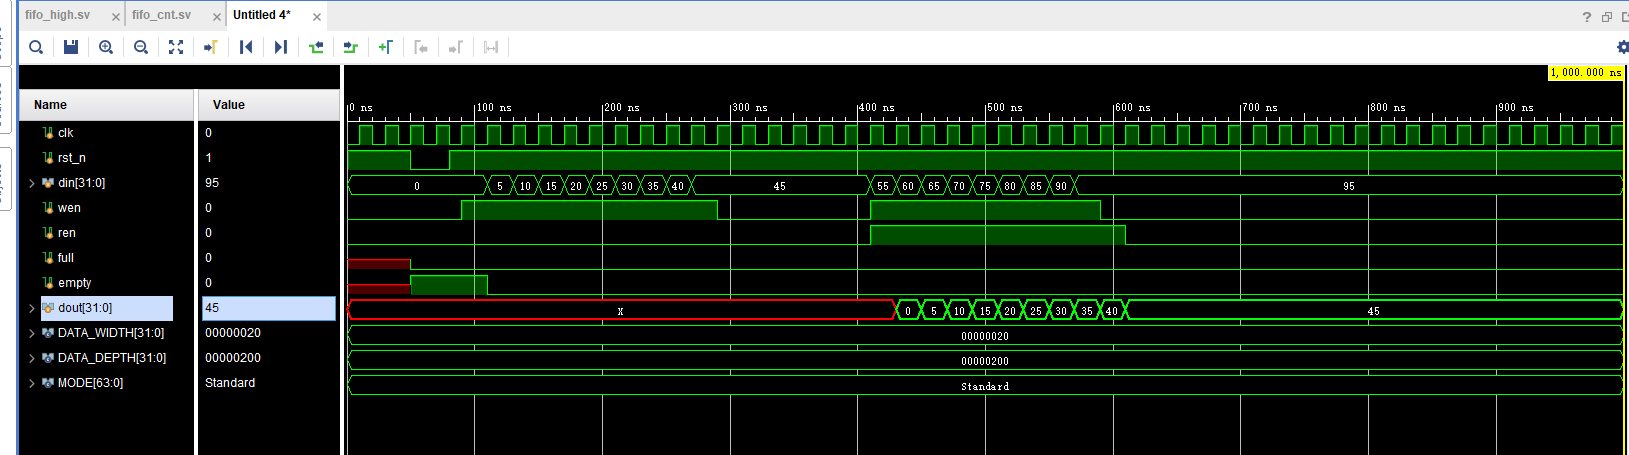 fifo_high.sv × fifo_cnt.sv × Untitled 4* ×
?
1,000.000 ns
Name Value
0 ns 100 ns 200 ns 300 ns 400 ns 500 ns 600 ns 700 ns 800 ns 900 ns
clk 0
rst_n 1
din[31:0] 95 0 5 10 15 20 25 30 35 40 45 55 60 65 70 75 80 85 90 95
wen 0
ren 0
full 0
empty 0
dout[31:0] 45 X 0 5 10 15 20 25 30 35 40 45
DATA_WIDTH[31:0] 00000020 00000020
DATA_DEPTH[31:0] 00000200 00000200
MODE[63:0] Standard Standard